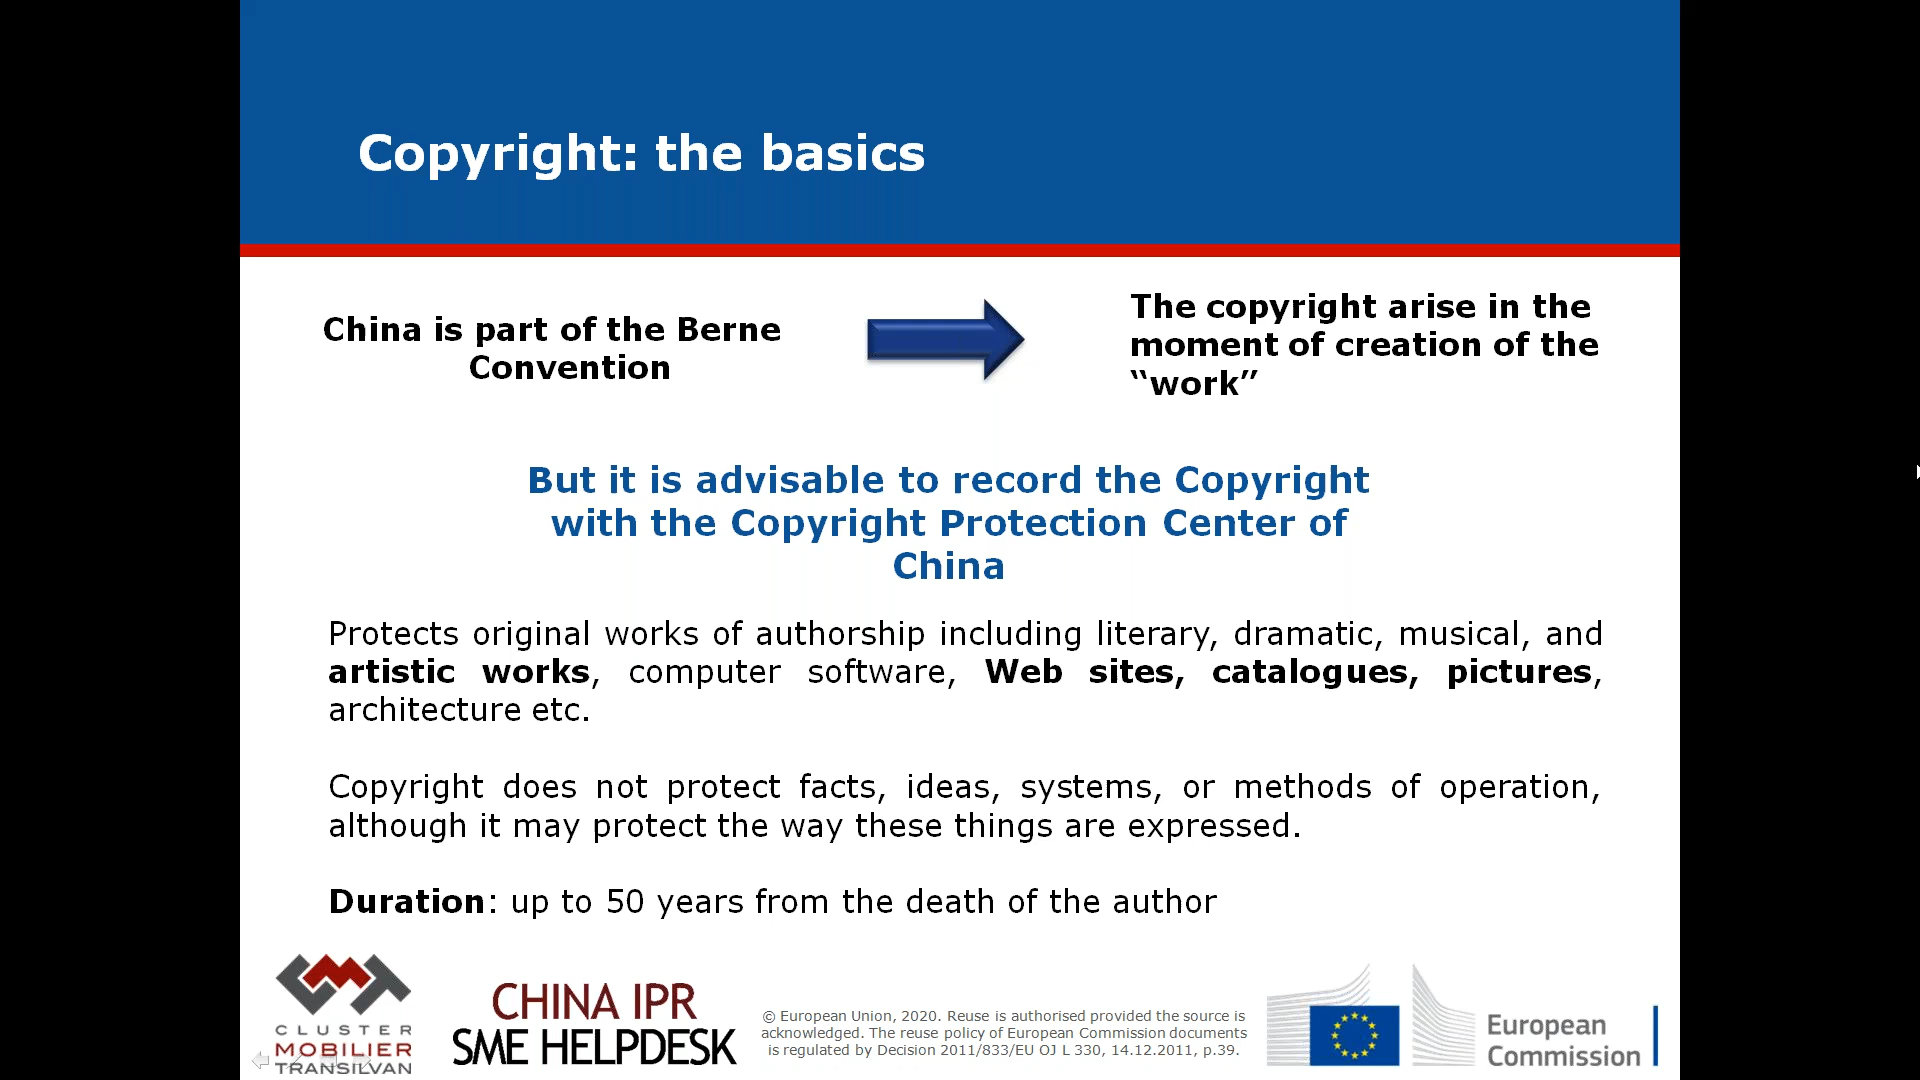 Copyright: the basics
China is part of the Berne
Convention
The copyright arise in the
moment of creation of the
“work”
But it is advisable to record the Copyright
with the Copyright Protection Center of
China
Protects original works of authorship including literary, dramatic, musical, and
artistic works, computer software, Web sites, catalogues, pictures,
architecture etc.
Copyright does not protect facts, ideas, systems, or methods of operation,
although it may protect the way these things are expressed.
Duration: up to 50 years from the death of the author
CLUSTER
MOBILIER
TRANSILVAN
CHINA IPR
SME HELPDESK
© European Union, 2020. Reuse is authorised provided the source is
acknowledged. The reuse policy of European Commission documents
is regulated by Decision 2011/833/EU OJ L 330, 14.12.2011, p.39.
European
Commission